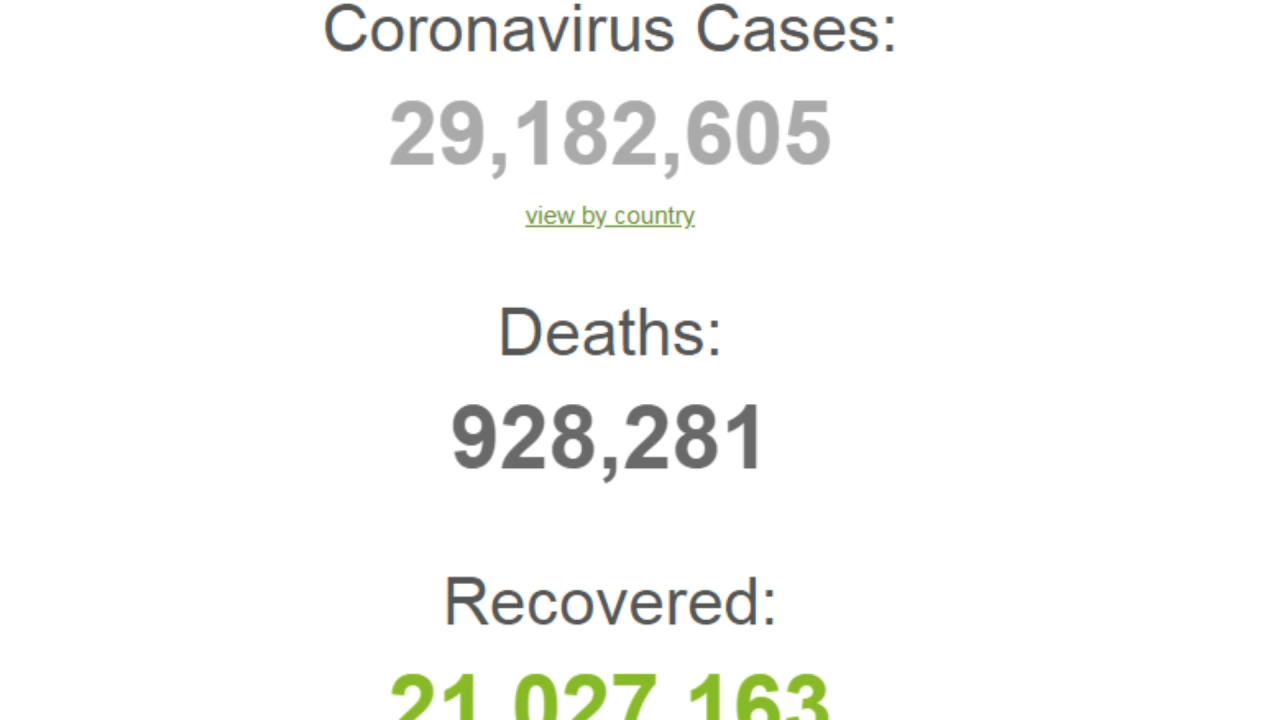 Coronavirus Cases:
29,182,605
view by country
Deaths:
928,281
Recovered:
21,027,163